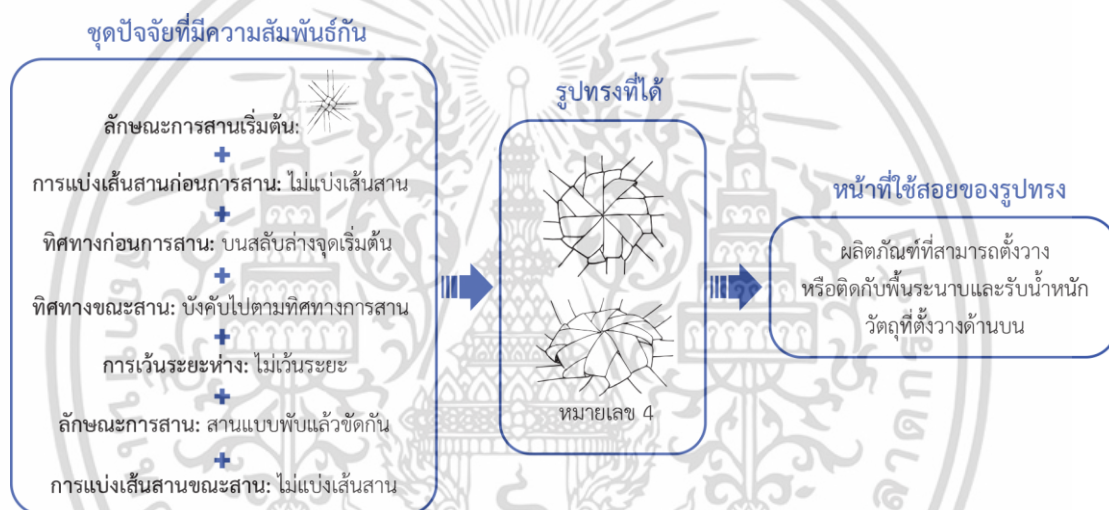 ชุดปัจจัยที่มีความสัมพันธ์กัน
ลักษณะการสานเริ่มต้น:
+
การแบ่งเส้นสานก่อนการสาน: ไม่แบ่งเส้นสาน
+
ทิศทางก่อนการสาน: บนสลับล่างจุดเริ่มต้น
+
ทิศทางขณะสาน: บังคับไปตามทิศทางการสาน
+
การเว้นระยะห่าง: ไม่เว้นระยะ
+
ลักษณะการสาน: สานแบบพับแล้วขัดกัน
+
การแบ่งเส้นสานขณะสาน: ไม่แบ่งเส้นสาน
รูปทรงที่ได้
หมายเลข 4
หน้าที่ใช้สอยของรูปทรง
ผลิตภัณฑ์ที่สามารถตั้งวาง
หรือติดกับพื้นระนาบและรับน้ำหนัก
วัตถุที่ตั้งวางด้านบน